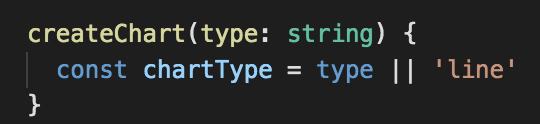 createChart(type: string) {
  const chartType = type || 'line'
}